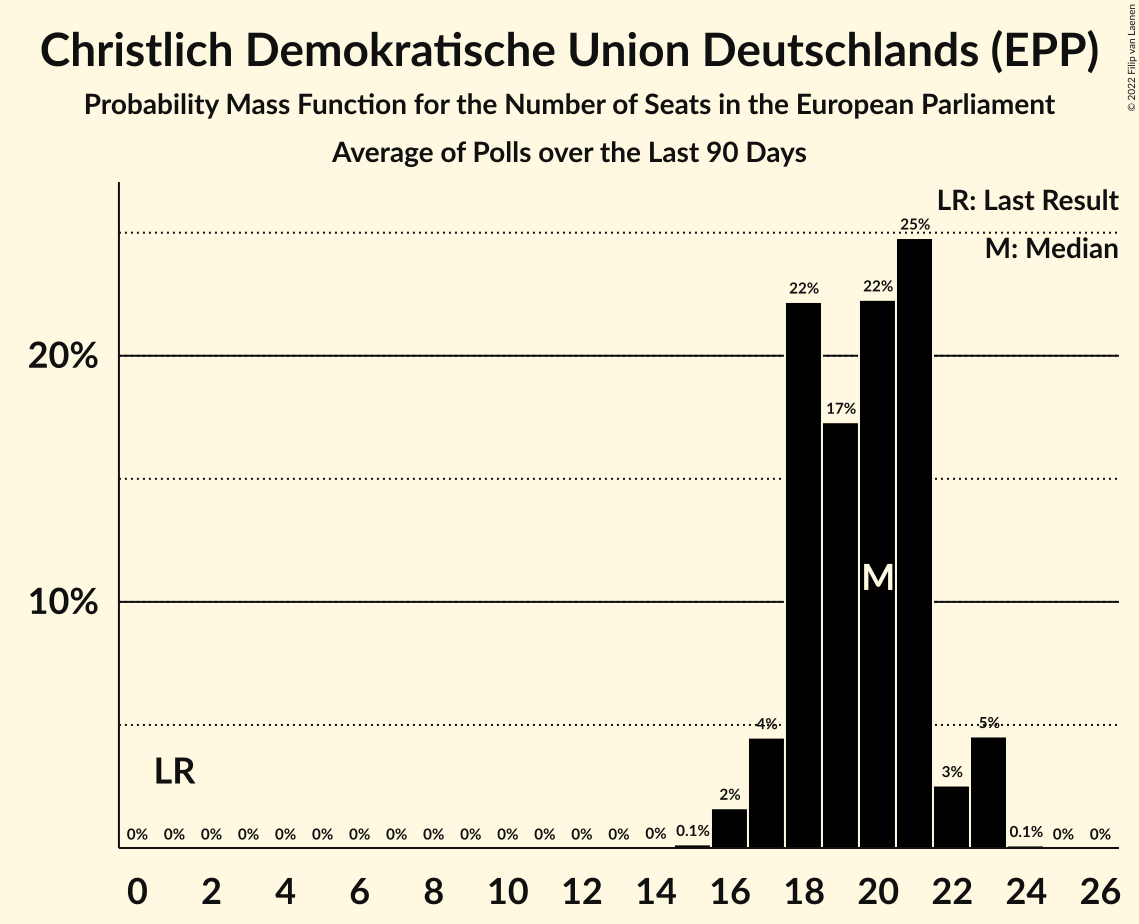 Christlich Demokratische Union Deutschlands (EPP)
Probability Mass Function for the Number of Seats in the European Parliament
Average of Polls over the Last 90 Days
© 2022 Filip van Laenen
LR: Last Result
M: Median
25%
22%
22%
20%
17%
M
10%
4%
5%
LR
3%
2%
0% 0% 0% 0% 0% 0% 0% 0% 0% 0% 0% 0% 0% 0% 0% 0.1% 0.1% 0% 0%
0 2 4 6 8 10 12 14 16 18 20 22 24 26